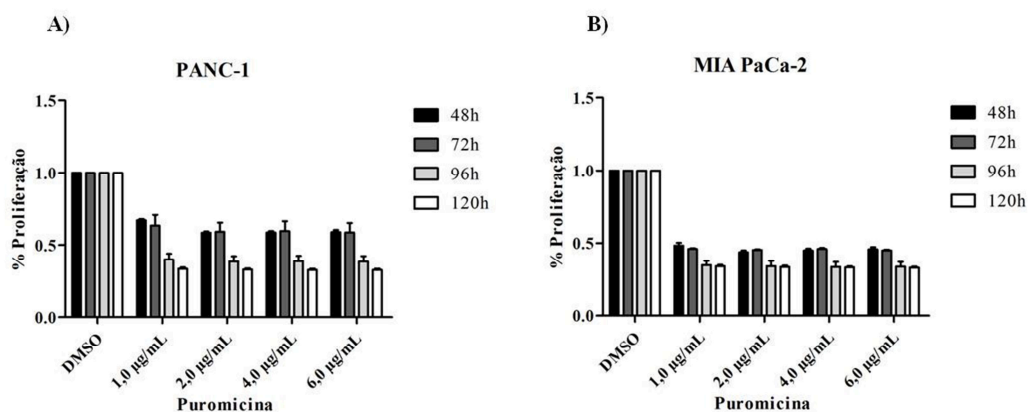 A)
PANC-1
% Proliferação
1.5
1.0
0.5
0.0
DMSO
1,0 µg/mL
2,0 µg/mL
4,0 µg/mL
6,0 µg/mL
Puromicina
48h
72h
96h
120h
B)
MIA PaCa-2
% Proliferação
1.5
1.0
0.5
0.0
DMSO
1,0 µg/mL
2,0 µg/mL
4,0 µg/mL
6,0 µg/mL
Puromicina
48h
72h
96h
120h